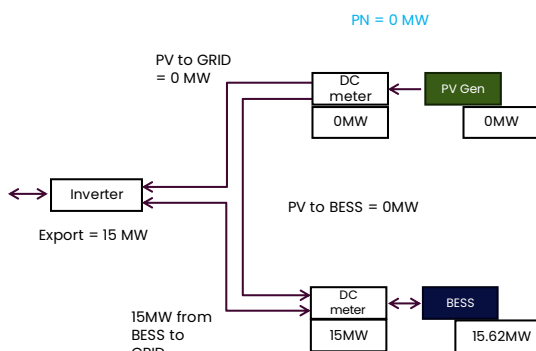 PN = 0 MW
PV to GRID
= 0 MW
DC
meter
PV Gen
0MW
0MW
Inverter
PV to BESS = 0MW
Export = 15 MW
DC
meter
BESS
15MW from
BESS to
GRID
15MW
15.62MW